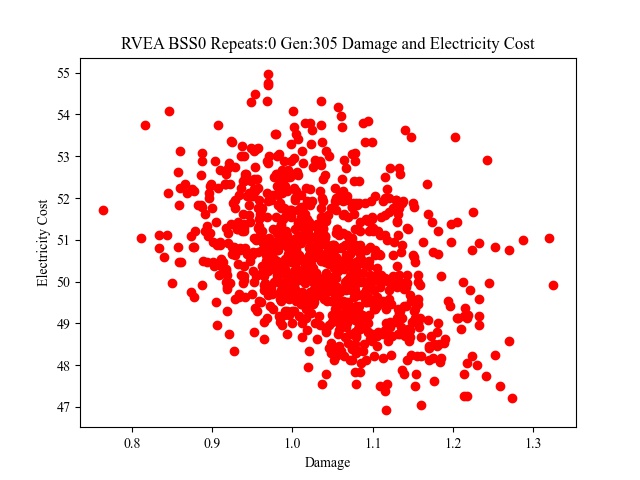 RVEA BSS0 Repeats:0 Gen:305 Damage and Electricity Cost
55
54
53
52
51
50
49
48
47
Electricity Cost
0.8 0.9 1.0 1.1 1.2 1.3
Damage